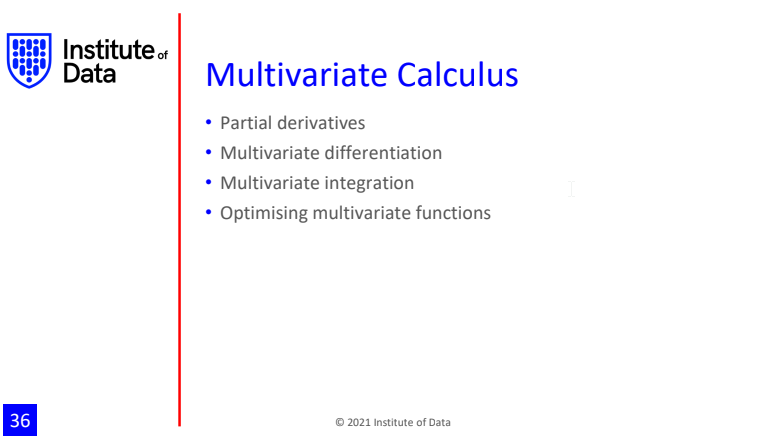 Institute of
Data
Multivariate Calculus
• Partial derivatives
• Multivariate differentiation
• Multivariate integration
• Optimising multivariate functions
36
© 2021 Institute of Data